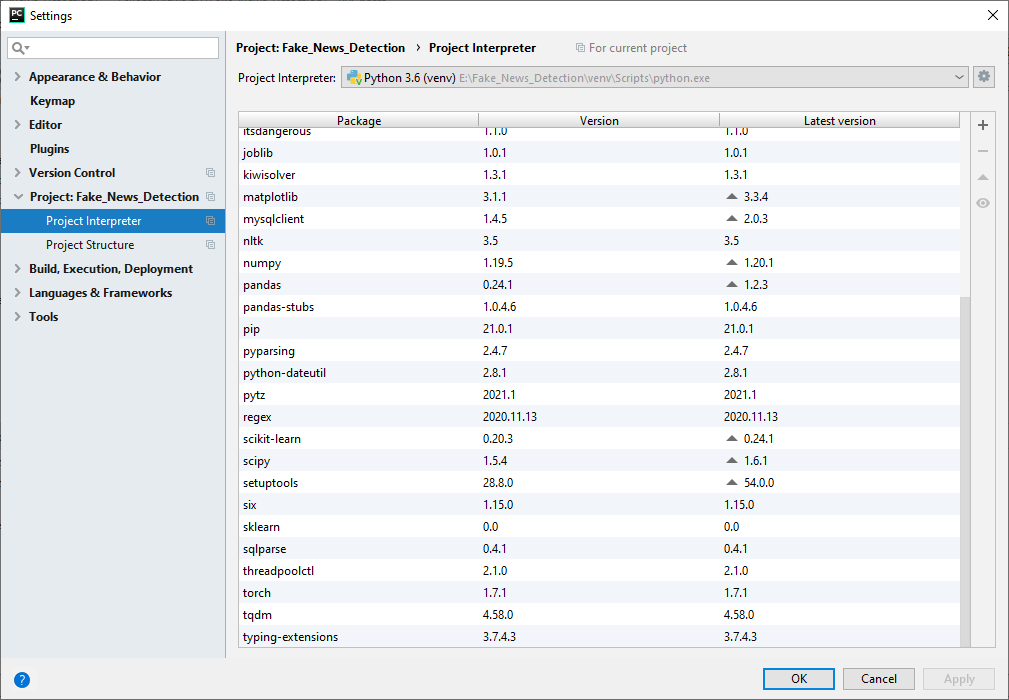 PC Settings
Project: Fake_News_Detection › Project Interpreter For current project
Appearance & Behavior
Keymap
Editor
Plugins
Version Control
Project: Fake_News_Detection
Project Interpreter
Project Structure
Build, Execution, Deployment
Languages & Frameworks
Tools
Project Interpreter: Python 3.6 (venv) E:\Fake_News_Detection\venv\Scripts\python.exe
Package Version Latest version
itsdangerous 1.1.0 1.1.0
joblib 1.0.1 1.0.1
kiwisolver 1.3.1 1.3.1
matplotlib 3.1.1 3.3.4
mysqlclient 1.4.5 2.0.3
nltk 3.5 3.5
numpy 1.19.5 1.20.1
pandas 0.24.1 1.2.3
pandas-stubs 1.0.4.6 1.0.4.6
pip 21.0.1 21.0.1
pyparsing 2.4.7 2.4.7
python-dateutil 2.8.1 2.8.1
pytz 2021.1 2021.1
regex 2020.11.13 2020.11.13
scikit-learn 0.20.3 0.24.1
scipy 1.5.4 1.6.1
setuptools 28.8.0 54.0.0
six 1.15.0 1.15.0
sklearn 0.0 0.0
sqlparse 0.4.1 0.4.1
threadpoolctl 2.1.0 2.1.0
torch 1.7.1 1.7.1
tqdm 4.58.0 4.58.0
typing-extensions 3.7.4.3 3.7.4.3
? OK Cancel Apply